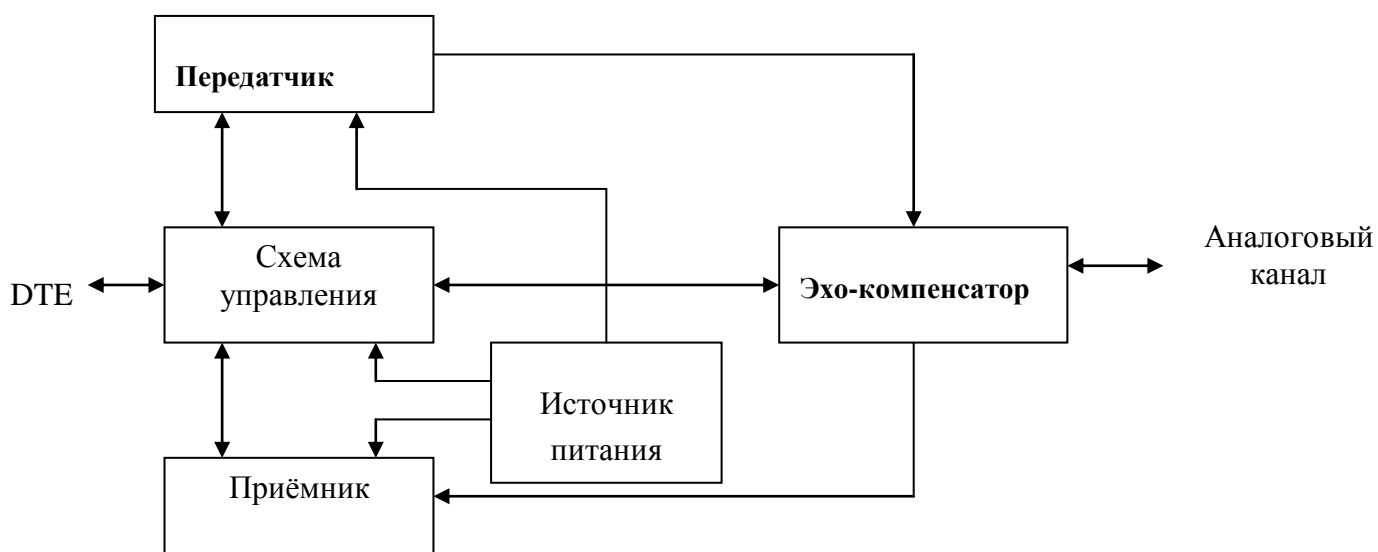 Передатчик
Схема
управления
DTE
Эхо-компенсатор
Аналоговый
канал
Источник
питания
Приёмник